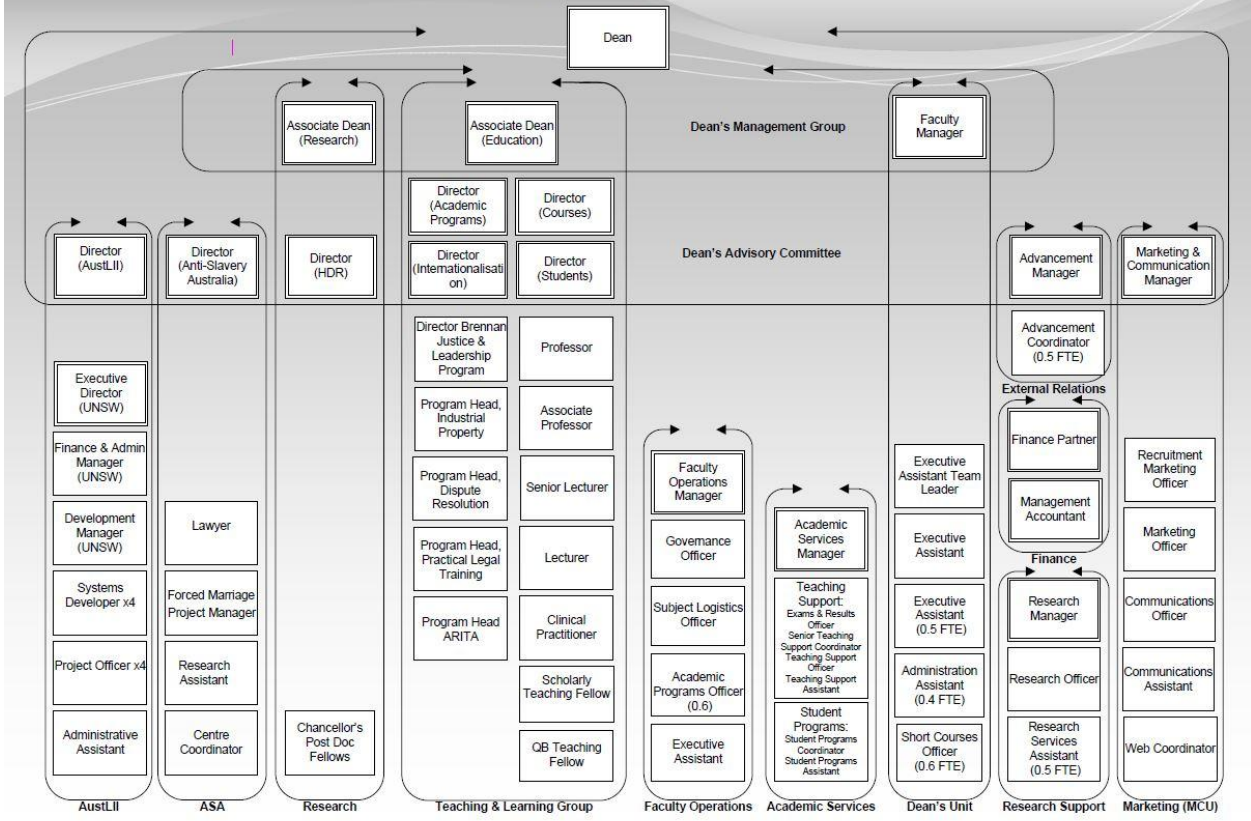 Dean
Associate Dean
(Research)
Associate Dean
(Education)
Dean's Management Group
Faculty
Manager
Director
(Academic
Programs)
Director
(Courses)
Director
(AustLII)
Director
(Anti-Slavery
Australia)
Director
(HDR)
Director
(Internationalisati
on)
Director
(Students)
Dean's Advisory Committee
Advancement
Manager
Marketing &
Communication
Manager
Executive
Director
(UNSW)
Finance & Admin
Manager
(UNSW)
Development
Manager
(UNSW)
Systems
Developer x4
Project Officer x4
Administrative
Assistant
AustLII
Lawyer
Forced Marriage
Project Manager
Research
Assistant
Centre
Coordinator
ASA
Chancellor's
Post Doc
Fellows
Research
Director Brennan
Justice &
Leadership
Program
Program Head,
Industrial
Property
Program Head,
Dispute
Resolution
Program Head,
Practical Legal
Training
Program Head
ARITA
Professor
Associate
Professor
Senior Lecturer
Lecturer
Clinical
Practitioner
Scholarly
Teaching Fellow
QB Teaching
Fellow
Teaching & Learning Group
Faculty
Operations
Manager
Governance
Officer
Subject Logistics
Officer
Academic
Programs Officer
(0.6)
Executive
Assistant
Faculty Operations
Academic
Services
Manager
Teaching
Support:
Exams & Results
Officer
Senior Teaching
Support Coordinator
Teaching Support
Officer
Teaching Support
Assistant
Student
Programs:
Student Programs
Coordinator
Student Programs
Assistant
Academic Services
Executive
Assistant Team
Leader
Executive
Assistant
Executive
Assistant
(0.5 FTE)
Administration
Assistant
(0.4 FTE)
Short Courses
Officer
(0.6 FTE)
Dean's Unit
Advancement
Coordinator
(0.5 FTE)
External Relations
Finance Partner
Management
Accountant
Finance
Research
Manager
Research Officer
Research
Services
Assistant
(0.5 FTE)
Research Support
Recruitment
Marketing
Officer
Marketing
Officer
Communications
Officer
Communications
Assistant
Web Coordinator
Marketing (MCU)